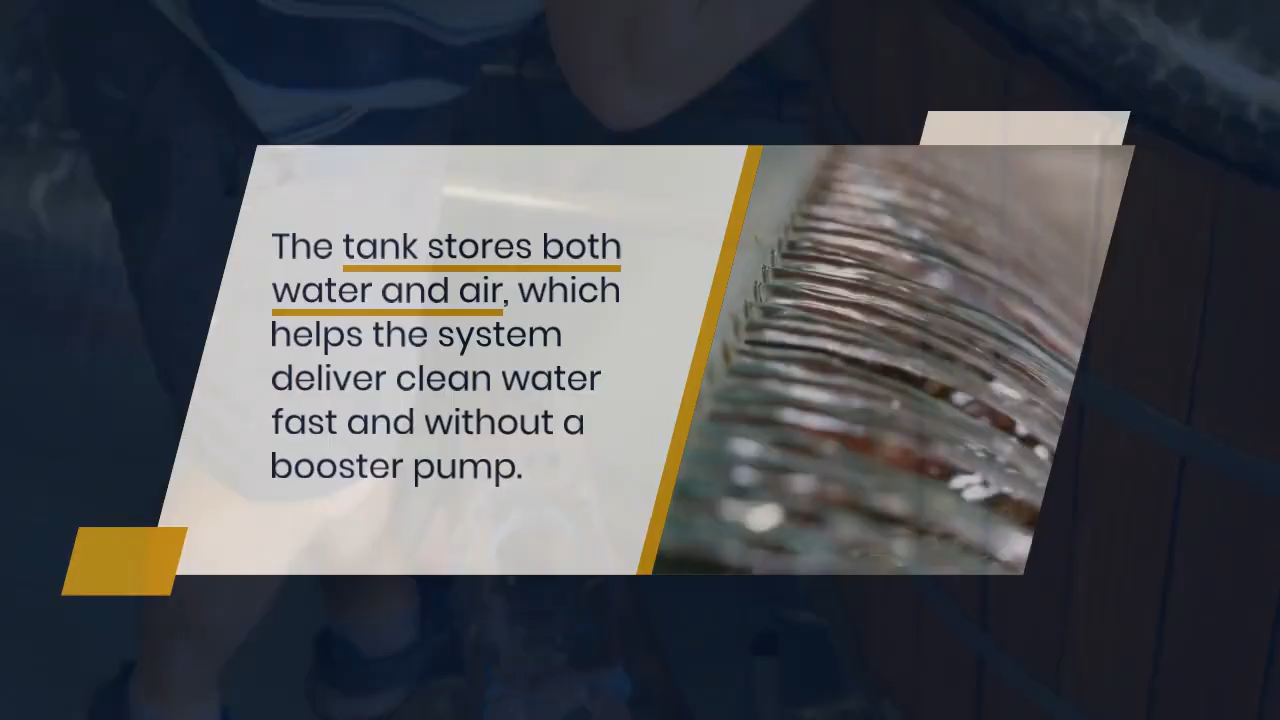 The tank stores both
water and air, which
helps the system
deliver clean water
fast and without a
booster pump.